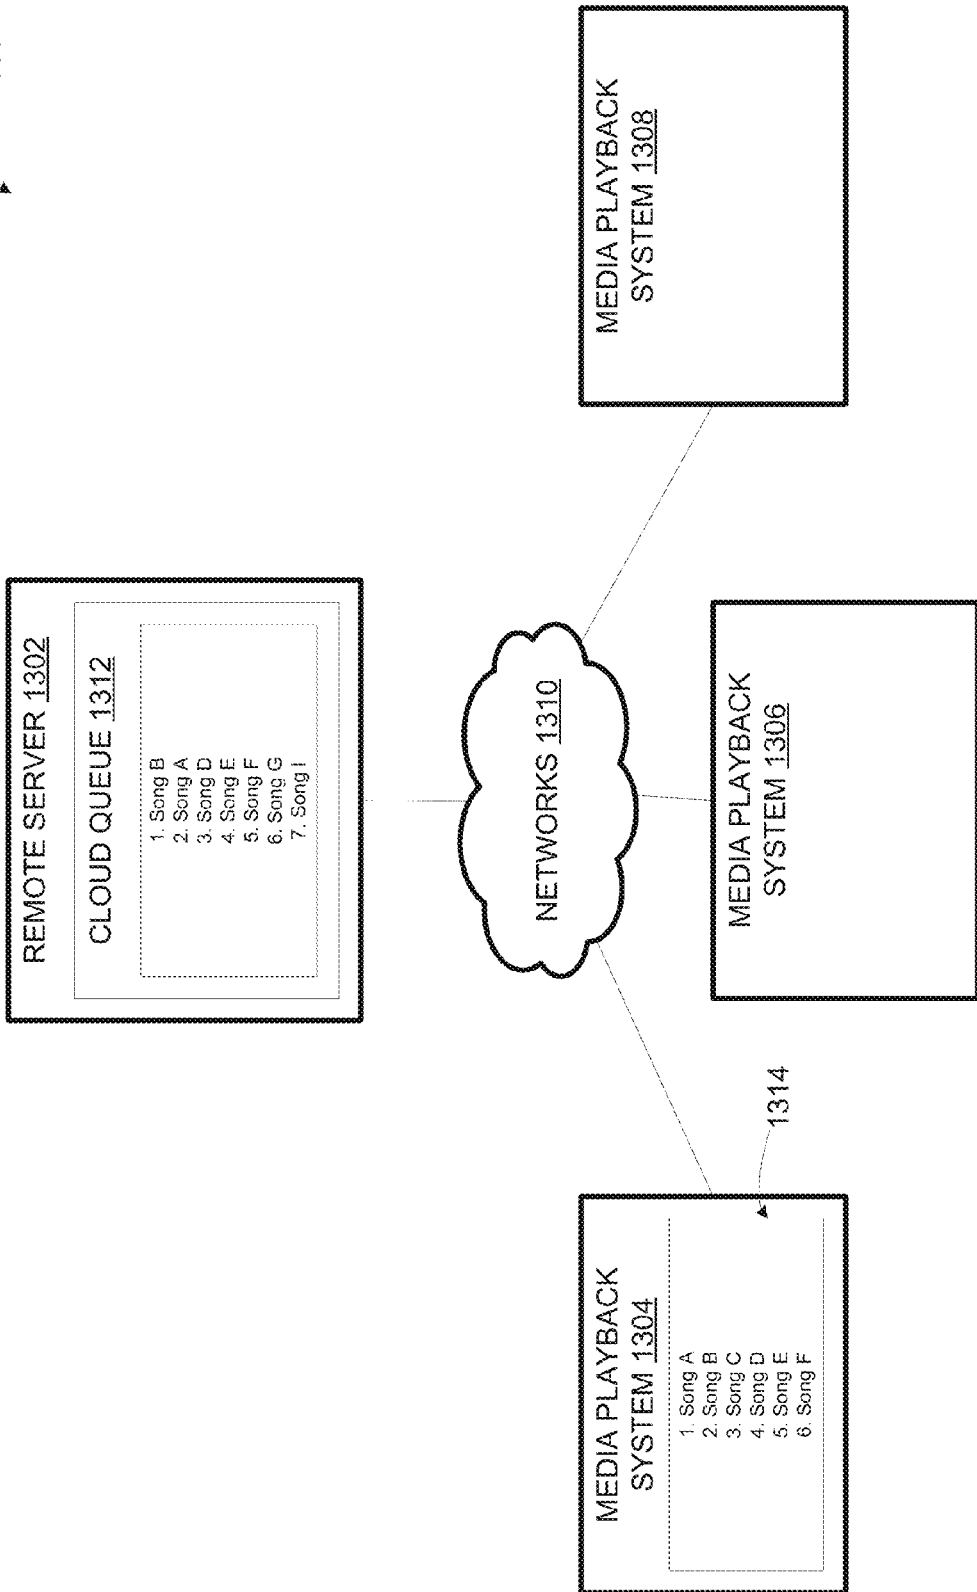 REMOTE SERVER 1302
CLOUD QUEUE 1312
1. Song B
2. Song A
3. Song D
4. Song E
5. Song F
6. Song G
7. Song I
NETWORKS 1310
MEDIA PLAYBACK
SYSTEM 1304
1. Song A
2. Song B
3. Song C
4. Song D
5. Song E
6. Song F
1314
MEDIA PLAYBACK
SYSTEM 1306
MEDIA PLAYBACK
SYSTEM 1308